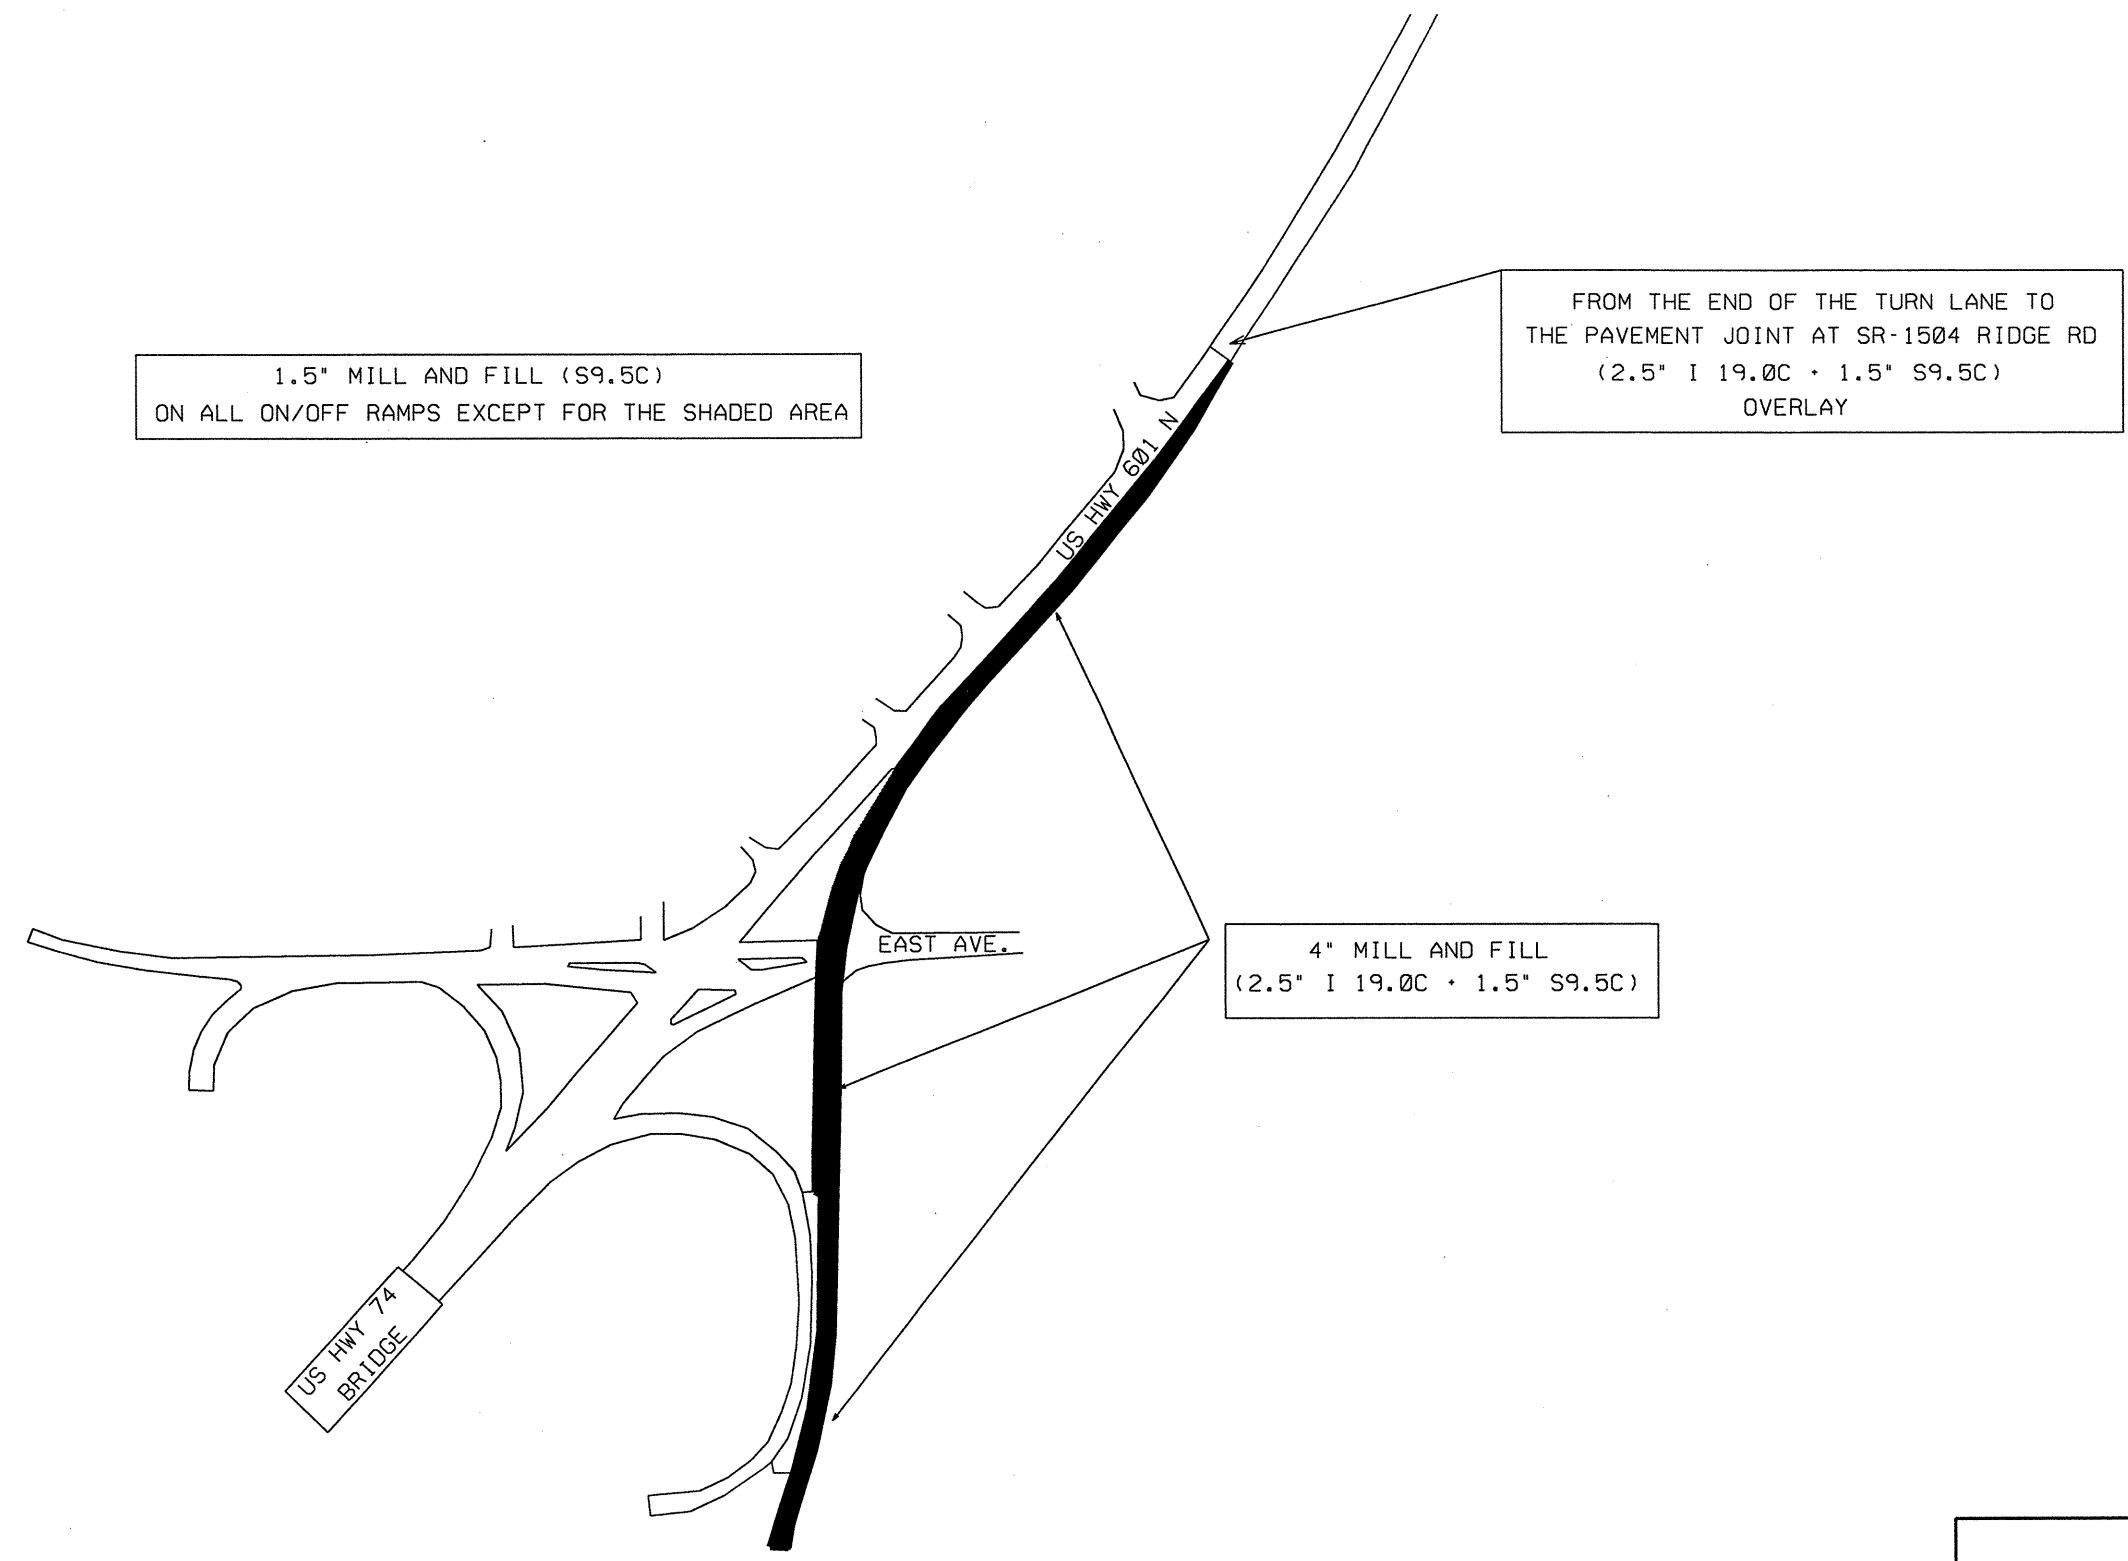 FROM THE END OF THE TURN LANE TO
THE PAVEMENT JOINT AT SR-1504 RIDGE RD
(2.5" I 19.0C + 1.5" S9.5C)
OVERLAY
1.5" MILL AND FILL (S9.5C)
ON ALL ON/OFF RAMPS EXCEPT FOR THE SHADED AREA
US HWY 601 N
EAST AVE.
4" MILL AND FILL
(2.5" I 19.0C + 1.5" S9.5C)
US HWY 74
BRIDGE